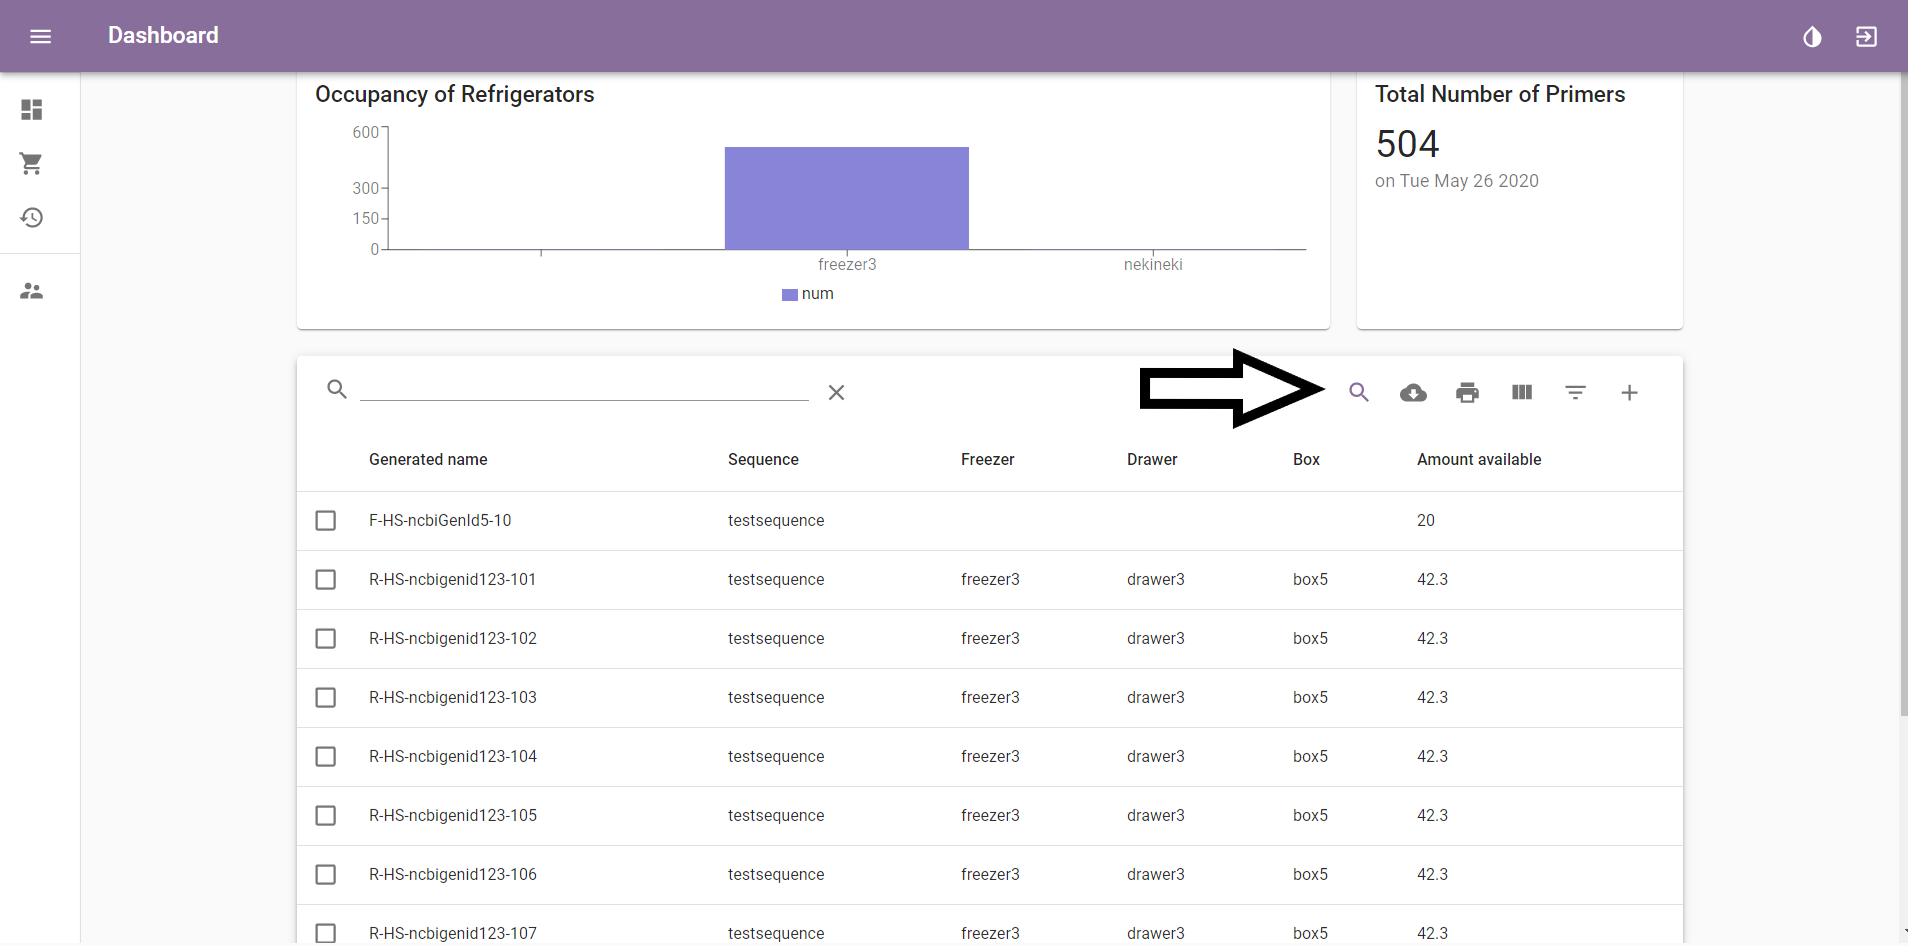 Dashboard
Occupancy of Refrigerators
600
300
150
0
freezer3
nekineki
num
Total Number of Primers
504
on Tue May 26 2020
Generated name Sequence Freezer Drawer Box Amount available
F-HS-ncbiGenId5-10 testsequence 20
R-HS-ncbigenid123-101 testsequence freezer3 drawer3 box5 42.3
R-HS-ncbigenid123-102 testsequence freezer3 drawer3 box5 42.3
R-HS-ncbigenid123-103 testsequence freezer3 drawer3 box5 42.3
R-HS-ncbigenid123-104 testsequence freezer3 drawer3 box5 42.3
R-HS-ncbigenid123-105 testsequence freezer3 drawer3 box5 42.3
R-HS-ncbigenid123-106 testsequence freezer3 drawer3 box5 42.3
R-HS-ncbigenid123-107 testsequence freezer3 drawer3 box5 42.3